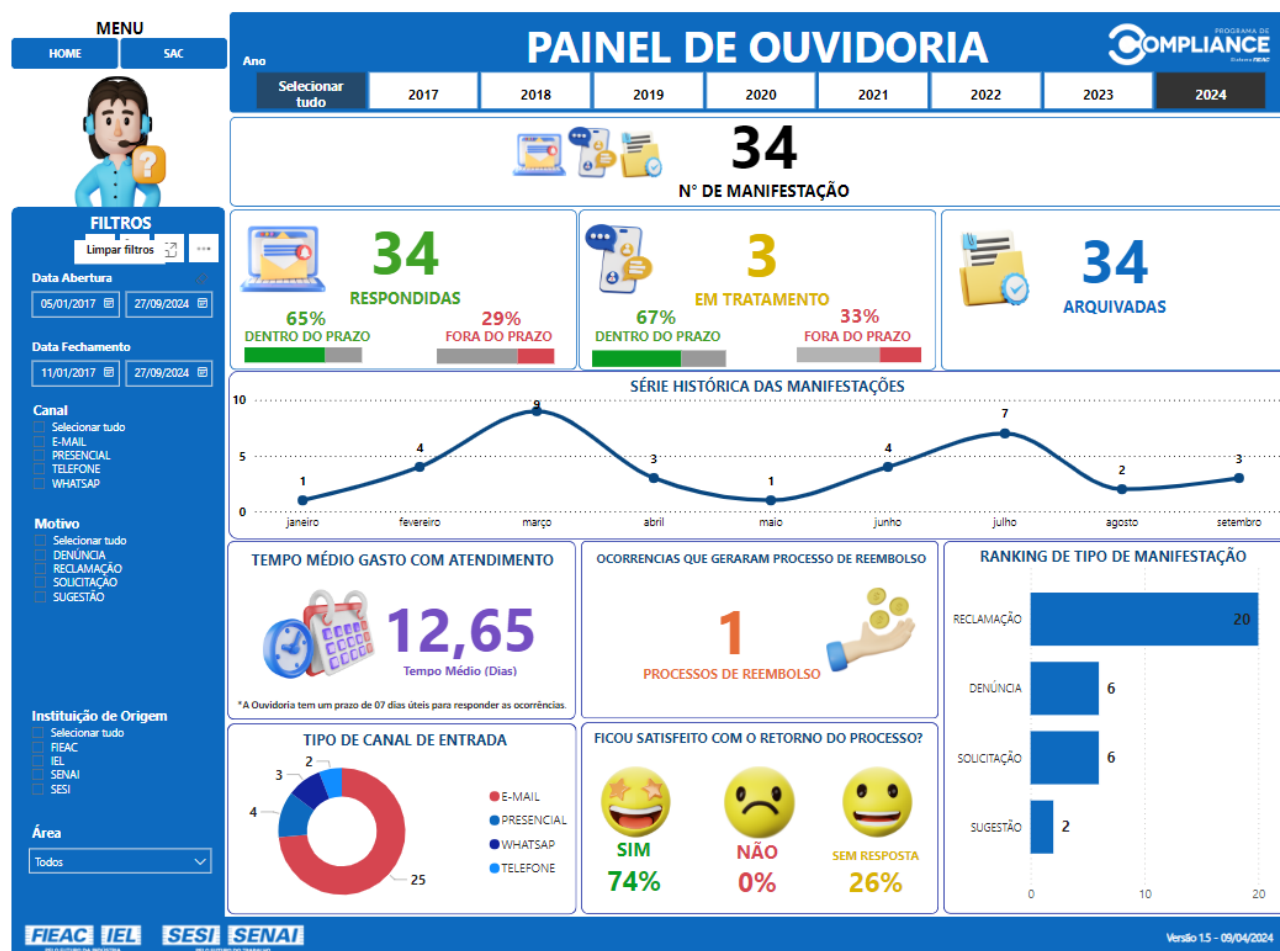 MENU
HOME
SAC
PAINEL DE OUVIDORIA
PROGRAMA DE
COMPLIANCE
Sistema FIEAC
Ano
Selecionar
tudo
2017
2018
2019
2020
2021
2022
2023
2024
34
N° DE MANIFESTAÇÃO
FILTROS
Limpar filtros
Data Abertura
05/01/2017
27/09/2024
Data Fechamento
11/01/2017
27/09/2024
Canal
Selecionar tudo
E-MAIL
PRESENCIAL
TELEFONE
WHATSAP
Motivo
Selecionar tudo
DENÚNCIA
RECLAMAÇÃO
SOLICITAÇÃO
SUGESTÃO
Instituição de Origem
Selecionar tudo
FIEAC
IEL
SENAI
SESI
Área
Todos
34
RESPONDIDAS
65%
DENTRO DO PRAZO
29%
FORA DO PRAZO
3
EM TRATAMENTO
67%
DENTRO DO PRAZO
33%
FORA DO PRAZO
34
ARQUIVADAS
SÉRIE HISTÓRICA DAS MANIFESTAÇÕES
10
5
0
1
4
9
3
1
4
7
2
3
janeiro
fevereiro
março
abril
maio
junho
julho
agosto
setembro
TEMPO MÉDIO GASTO COM ATENDIMENTO
12,65
Tempo Médio (Dias)
*A Ouvidoria tem um prazo de 07 dias úteis para responder as ocorrências.
OCORRENCIAS QUE GERARAM PROCESSO DE REEMBOLSO
1
PROCESSOS DE REEMBOLSO
RANKING DE TIPO DE MANIFESTAÇÃO
RECLAMAÇÃO
20
DENÚNCIA
6
SOLICITAÇÃO
6
SUGESTÃO
2
0
10
20
TIPO DE CANAL DE ENTRADA
2
3
4
25
E-MAIL
PRESENCIAL
WHATSAP
TELEFONE
FICOU SATISFEITO COM O RETORNO DO PROCESSO?
SIM
74%
NÃO
0%
SEM RESPOSTA
26%
FIEAC IEL
SESI SENAI
Versão 1.5 - 09/04/2024